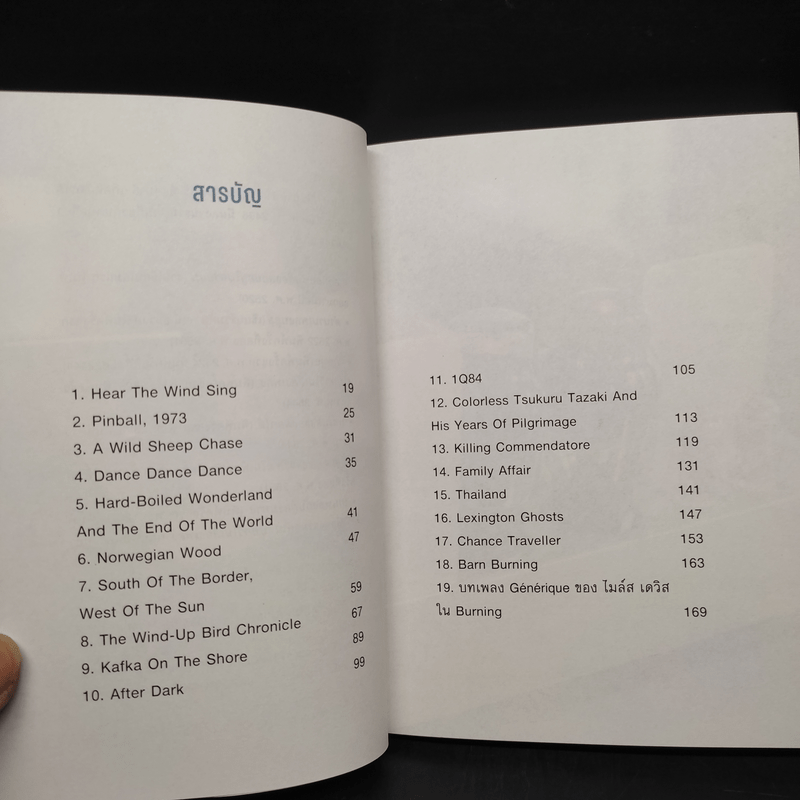 สารบัญ
1. Hear The Wind Sing 19
2. Pinball, 1973 25
3. A Wild Sheep Chase 31
4. Dance Dance Dance 35
5. Hard-Boiled Wonderland
And The End Of The World 41
6. Norwegian Wood 47
7. South Of The Border,
West Of The Sun 59
8. The Wind-Up Bird Chronicle 67
9. Kafka On The Shore 89
10. After Dark 99
11. 1Q84 105
12. Colorless Tsukuru Tazaki And
His Years Of Pilgrimage 113
13. Killing Commendatore 119
14. Family Affair 131
15. Thailand 141
16. Lexington Ghosts 147
17. Chance Traveller 153
18. Barn Burning 163
19. บทเพลง Générique ของ ไมล์ส เดวิส
ใน Burning 169